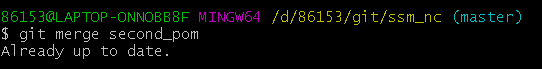 86153@LAPTOP-ONNOBB8F MINGW64 /d/86153/git/ssm_nc (master)
$ git merge second_pom
Already up to date.